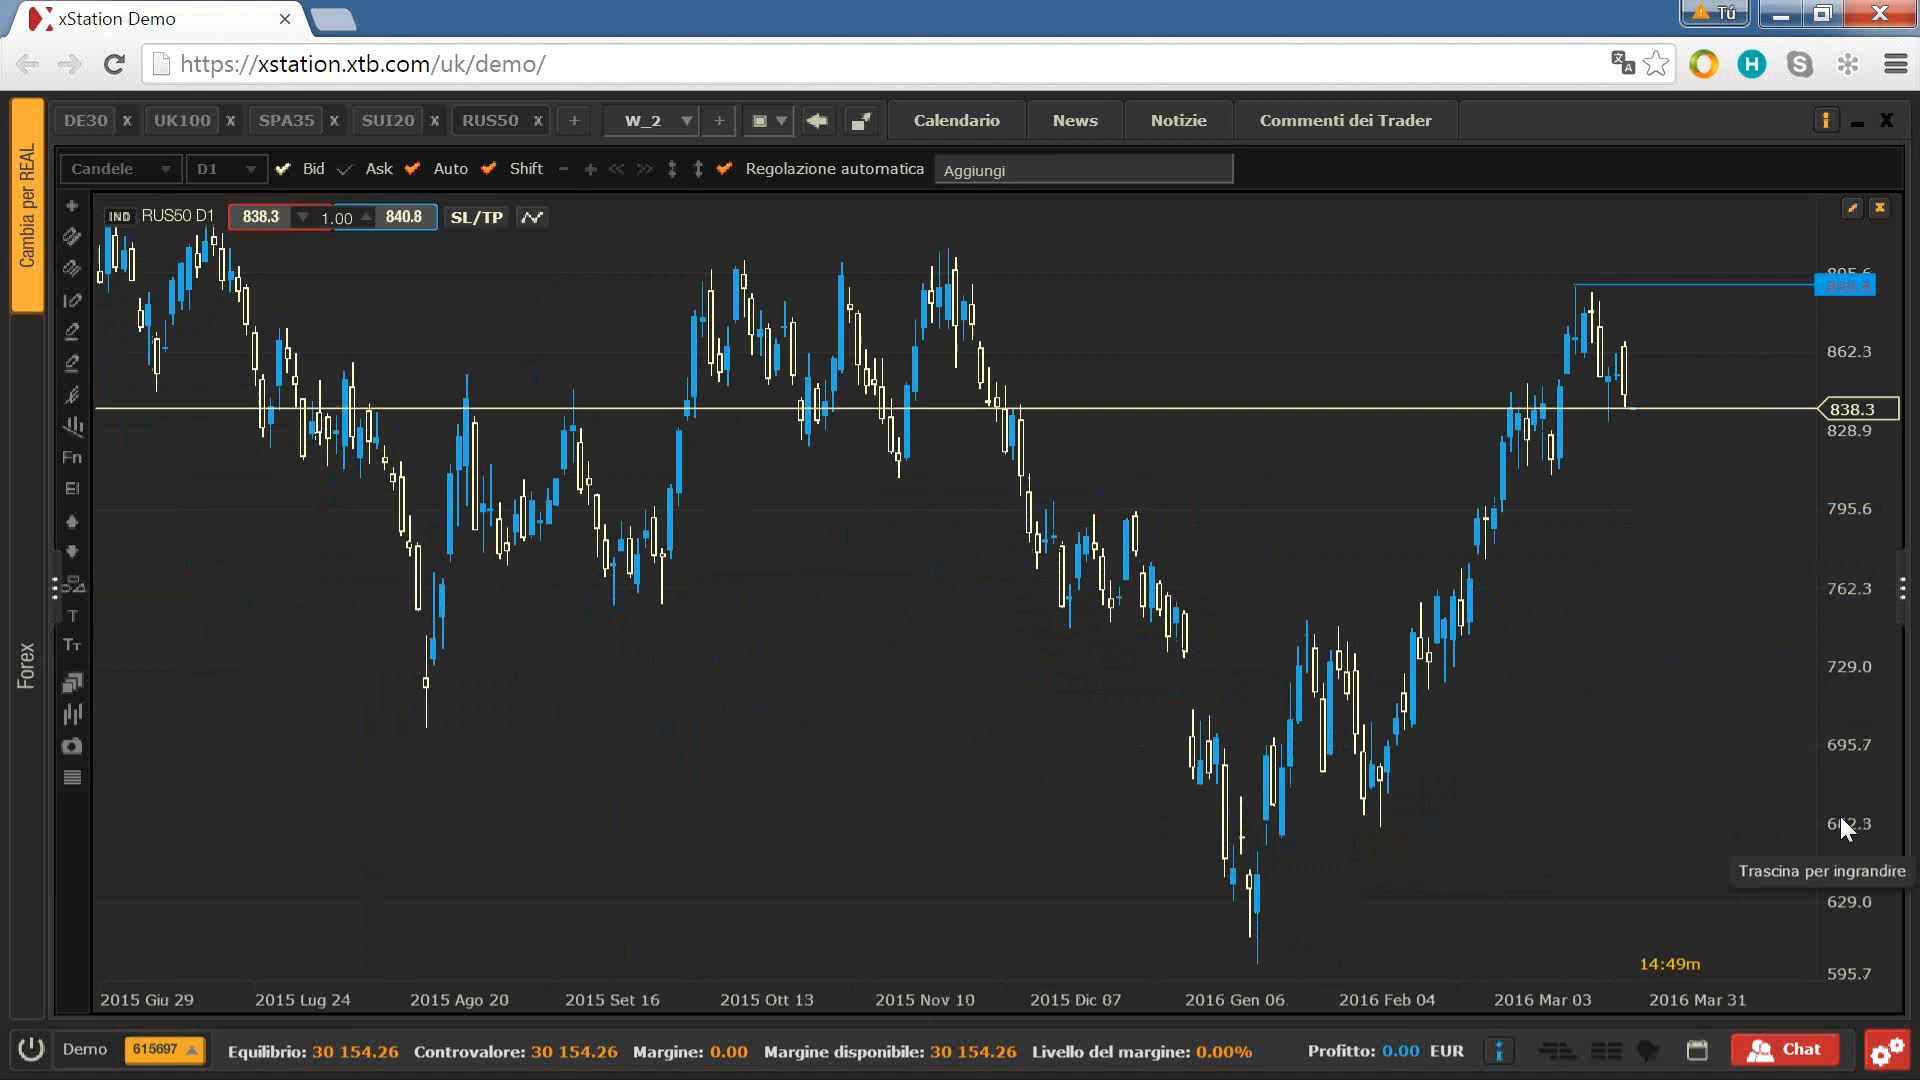 xStation Demo
Tú
https://xstation.xtb.com/uk/demo/
Cambia per REAL
Forex
DE30 x UK100 x SPA35 x SUI20 x RUS50 x + W_2 + Calendario News Notizie Commenti dei Trader
Candele D1 Bid Ask Auto Shift Regolazione automatica Aggiungi
IND RUS50 D1 838.3 1.00 840.8 SL/TP
Fn
EI
T
TT
895.6
862.3
838.3
828.9
795.6
762.3
729.0
695.7
662.3
Trascina per ingrandire
629.0
14:49m
595.7
2015 Giu 29 2015 Lug 24 2015 Ago 20 2015 Set 16 2015 Ott 13 2015 Nov 10 2015 Dic 07 2016 Gen 06 2016 Feb 04 2016 Mar 03 2016 Mar 31
Demo 615697 Equilibrio: 30 154.26 Controvalore: 30 154.26 Margine: 0.00 Margine disponibile: 30 154.26 Livello del margine: 0.00% Profitto: 0.00 EUR Chat